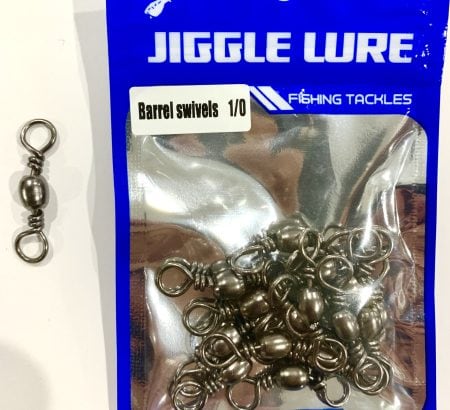 JIGGLE LURE
Barrel swivels 1/0
FISHING TACKLES